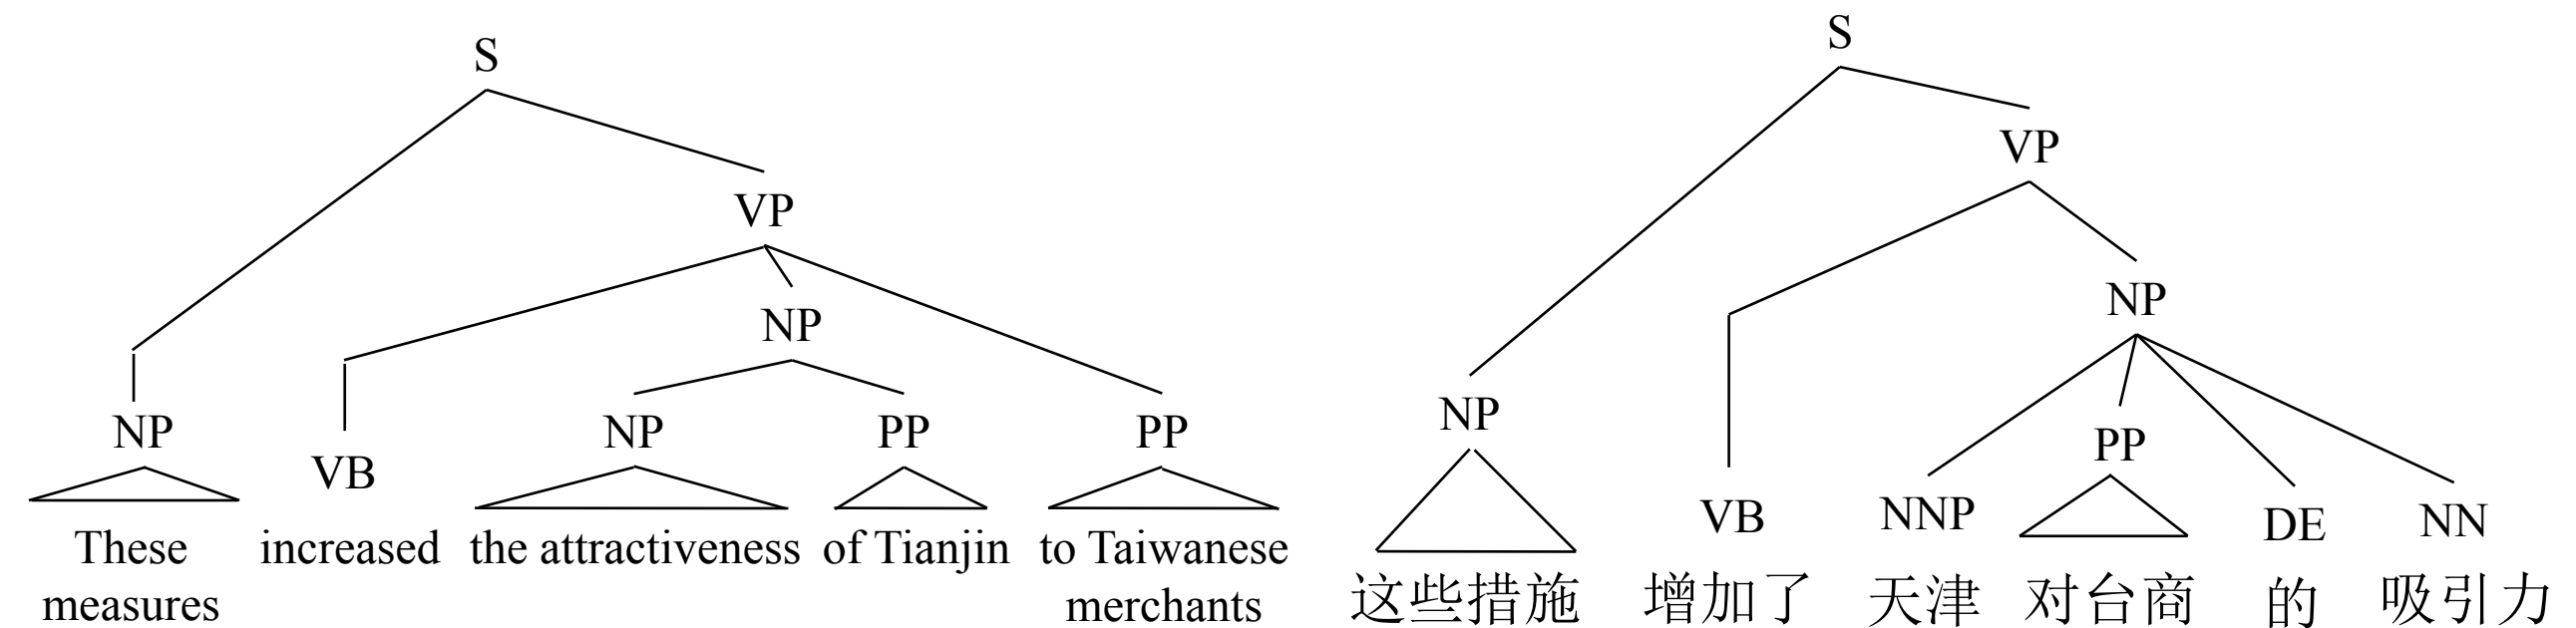 S
VP
NP
NP VB NP PP PP
These increased the attractiveness of Tianjin to Taiwanese
measures merchants
S
VP
NP
NP VB NNP PP DE NN
这些措施 增加了 天津 对台商 的 吸引力